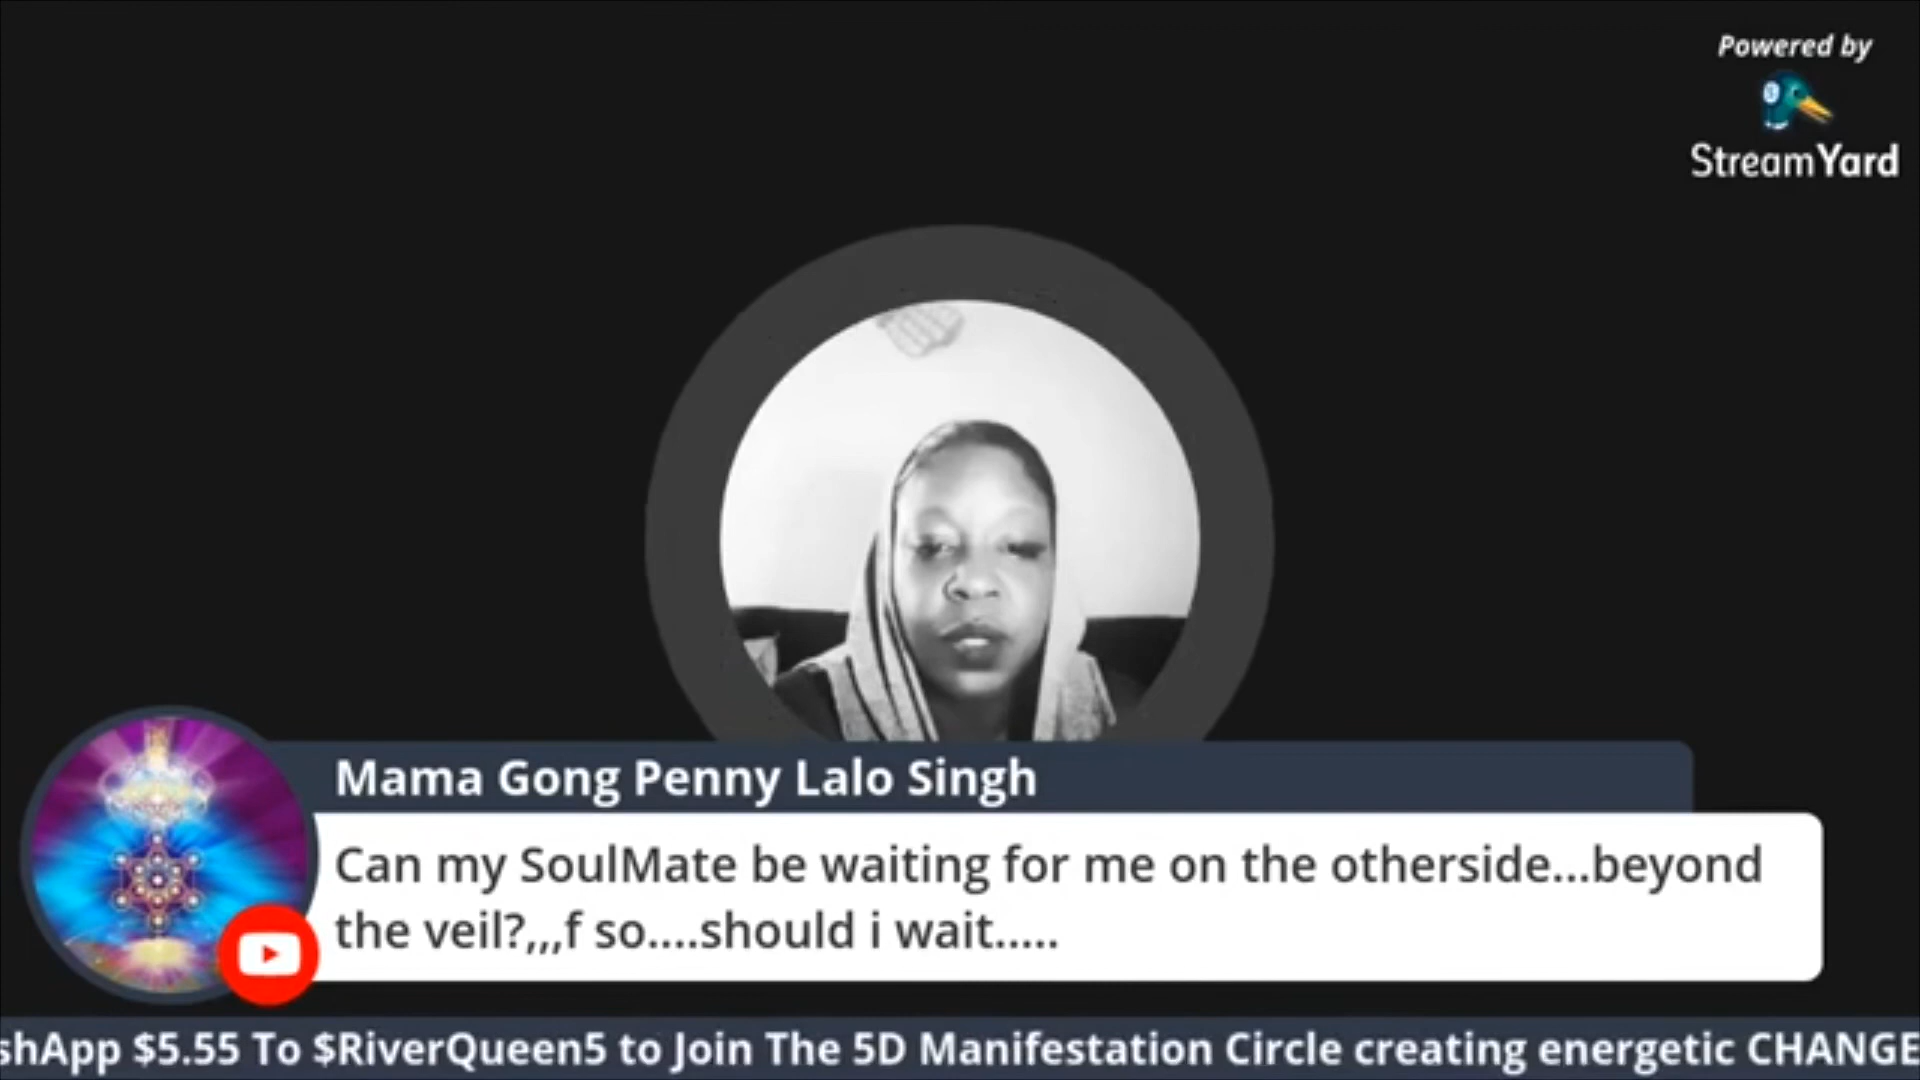 Powered by
StreamYard
Mama Gong Penny Lalo Singh
Can my SoulMate be waiting for me on the otherside...beyond
the veil?,,,f so....should i wait.....
shApp $5.55 To $RiverQueen5 to Join The 5D Manifestation Circle creating energetic CHANGE